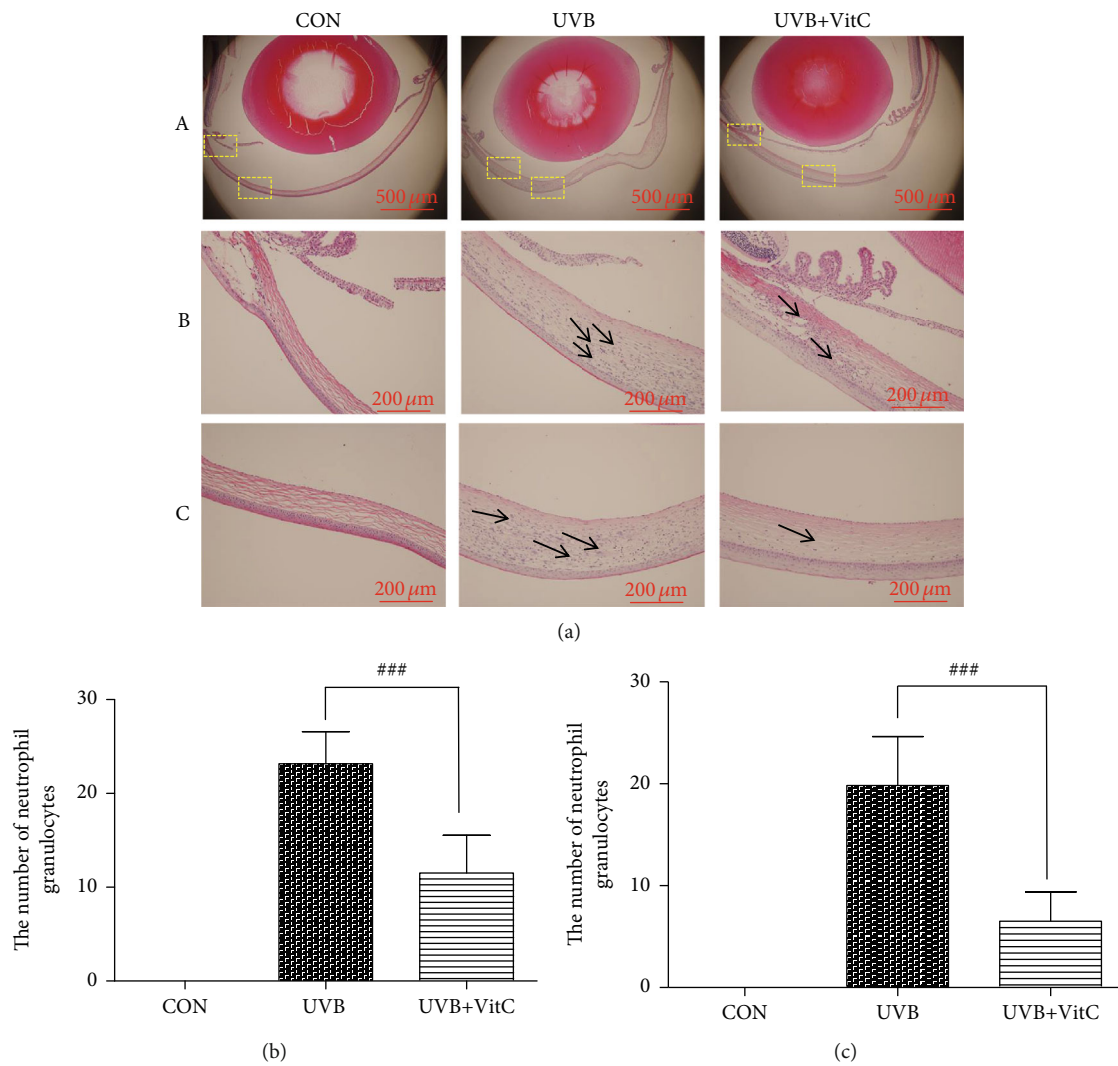 CON UVB UVB+VitC
A
500 μm 500 μm 500 μm
B
200 μm 200 μm 200 μm
C
200 μm 200 μm 200 μm
(a)
The number of neutrophil
granulocytes
30
20
10
0
###
CON UVB UVB+VitC
(b)
The number of neutrophil
granulocytes
30
20
10
0
###
CON UVB UVB+VitC
(c)